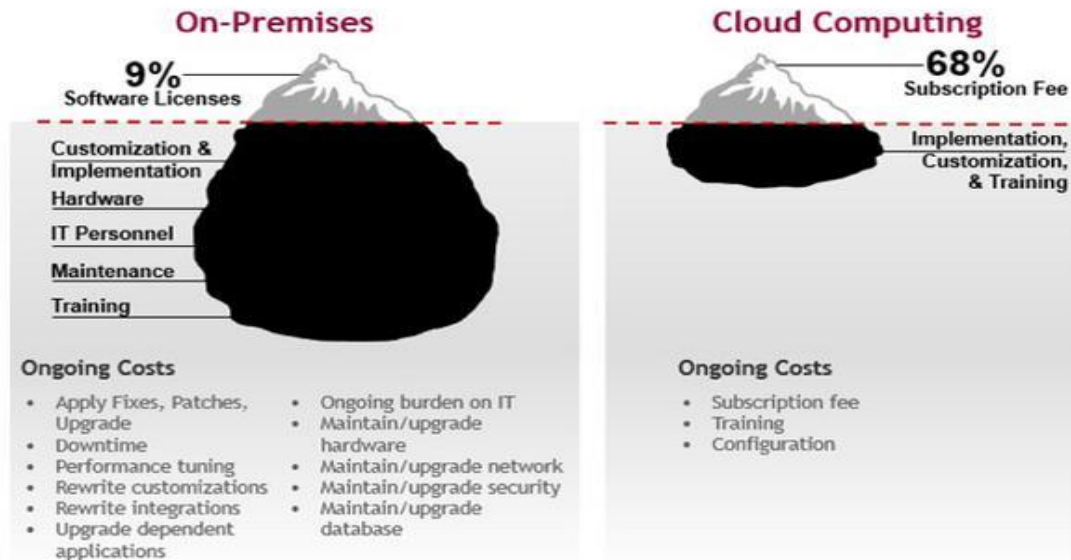 On-Premises
9%
Software Licenses
Customization &
Implementation
Hardware
IT Personnel
Maintenance
Training
Ongoing Costs
• Apply Fixes, Patches,
Upgrade
• Downtime
• Performance tuning
• Rewrite customizations
• Rewrite integrations
• Upgrade dependent
applications
• Ongoing burden on IT
• Maintain/upgrade
hardware
• Maintain/upgrade network
• Maintain/upgrade security
• Maintain/upgrade
database
Cloud Computing
68%
Subscription Fee
Implementation,
Customization,
& Training
Ongoing Costs
• Subscription fee
• Training
• Configuration